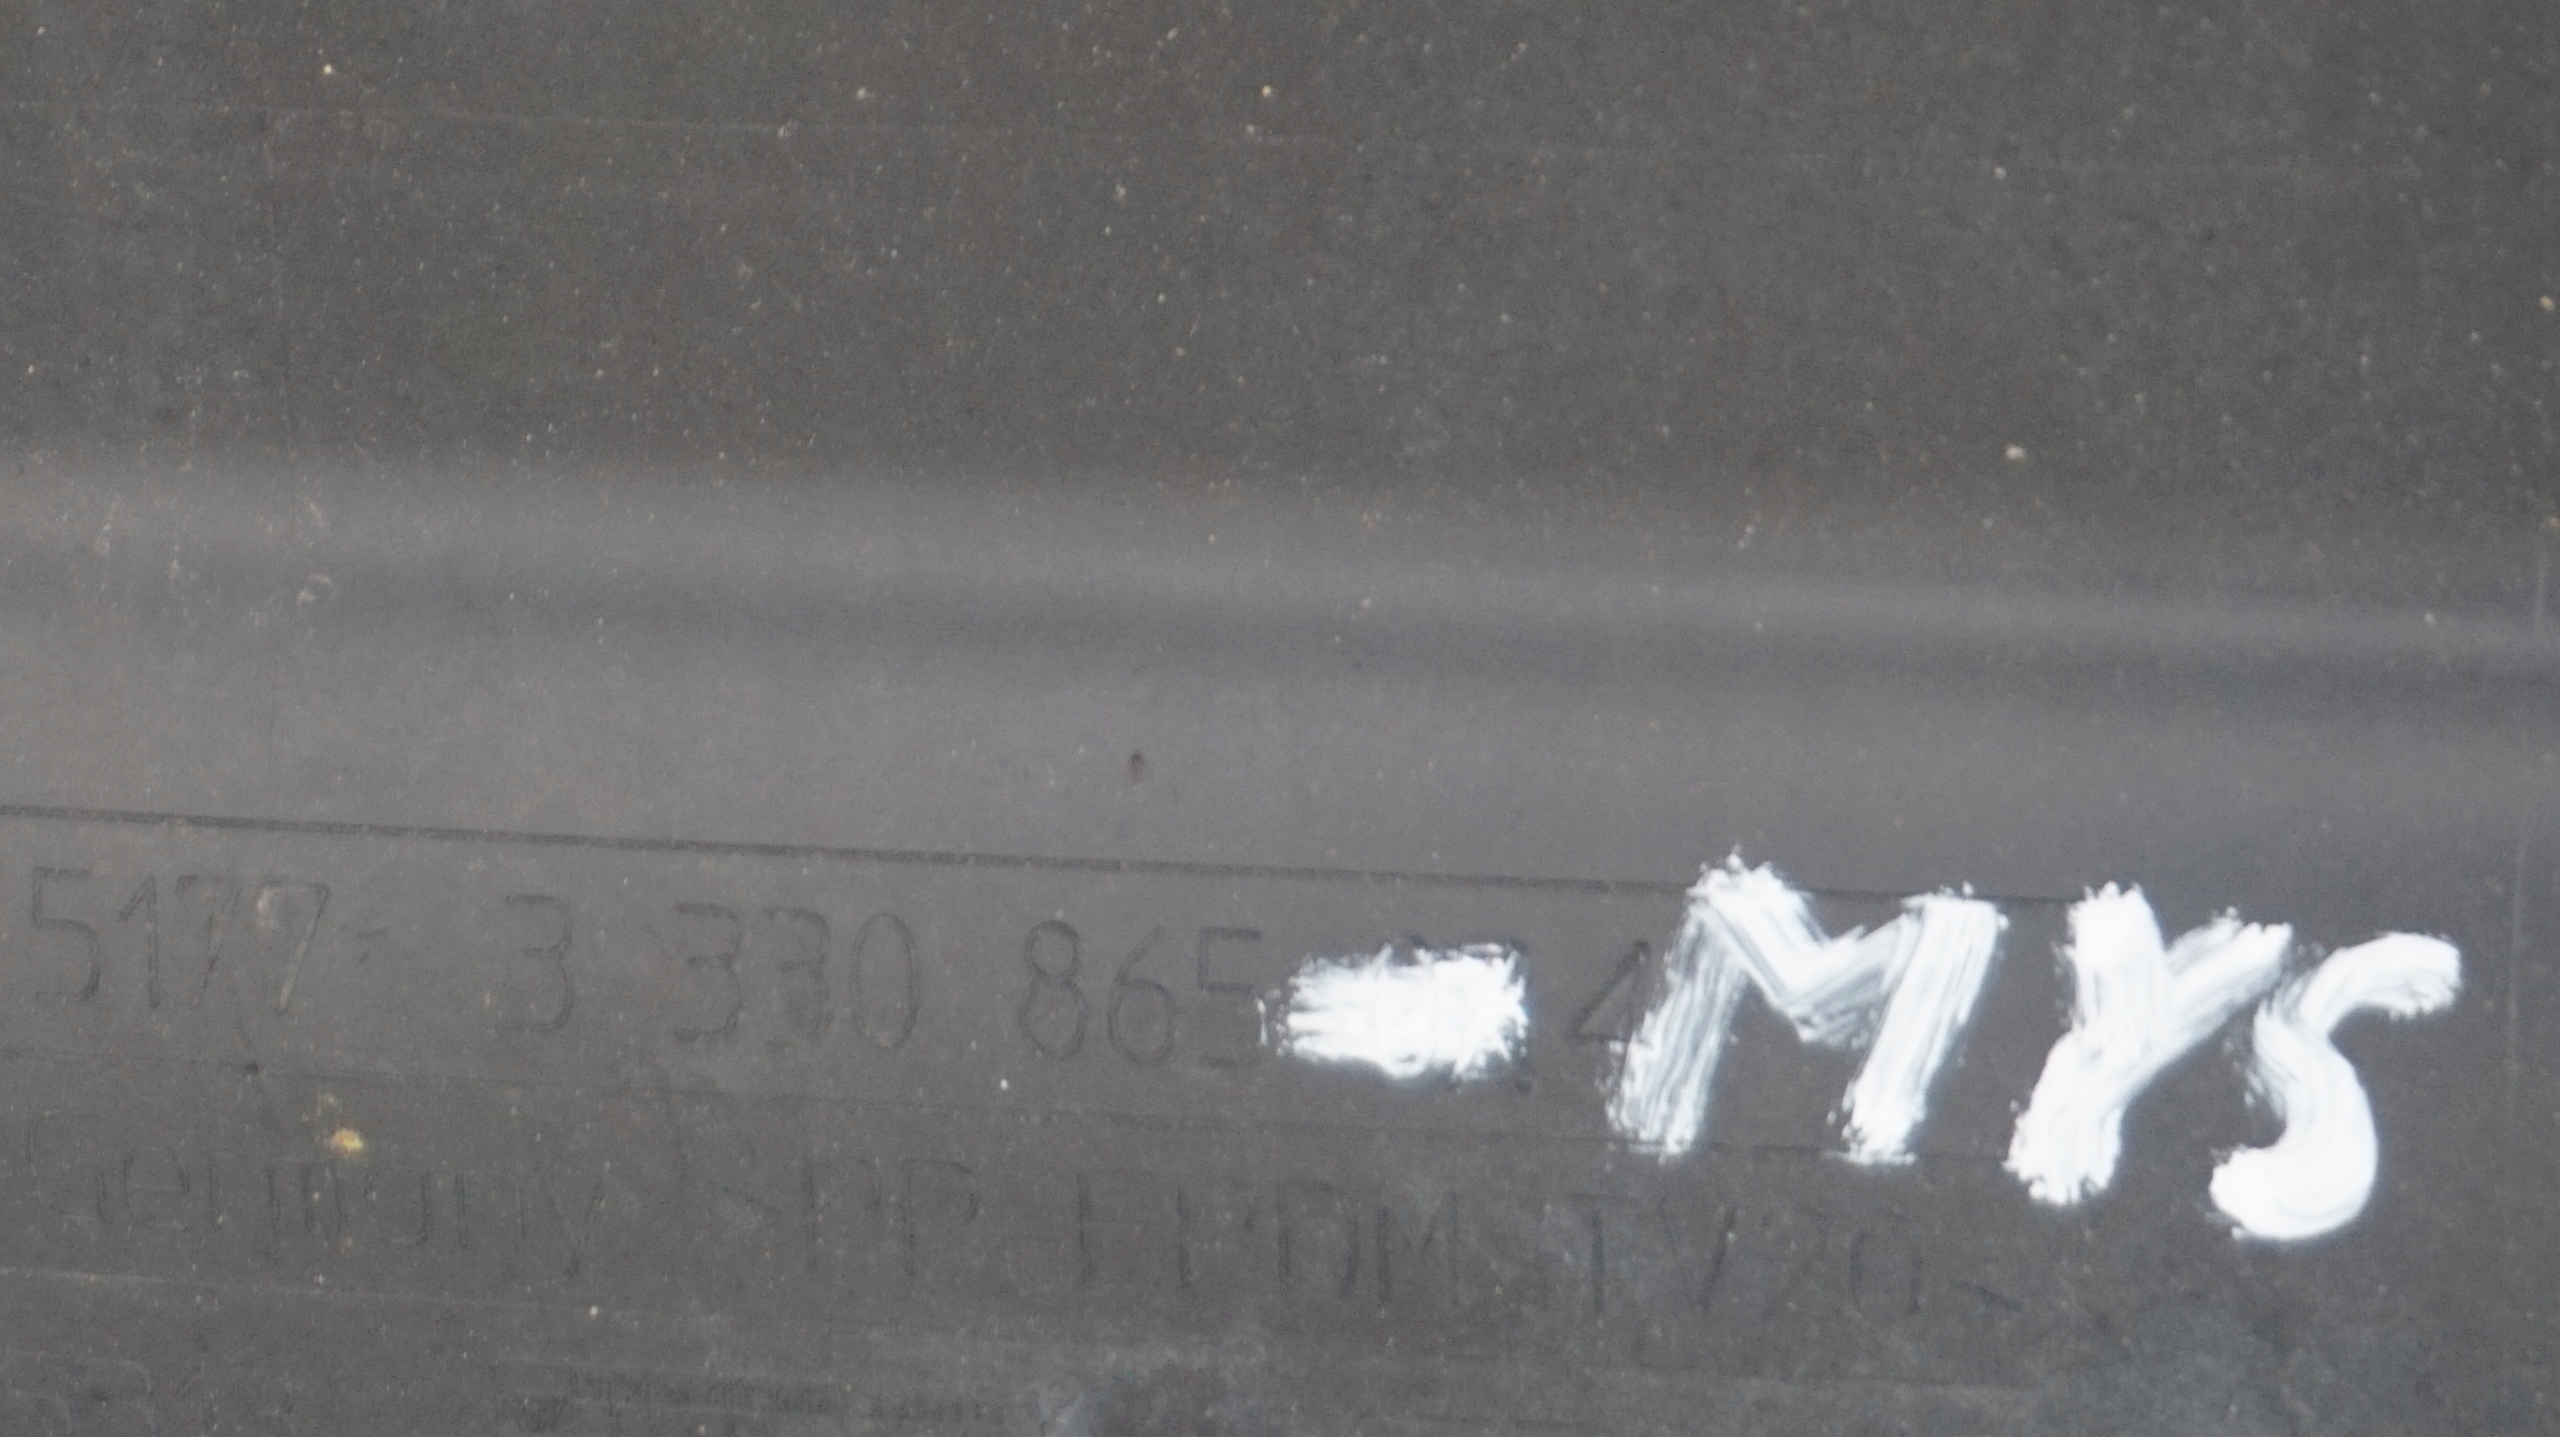 5177- 3 330 865 4 MYS
Germany >PP-EPDM TV20<